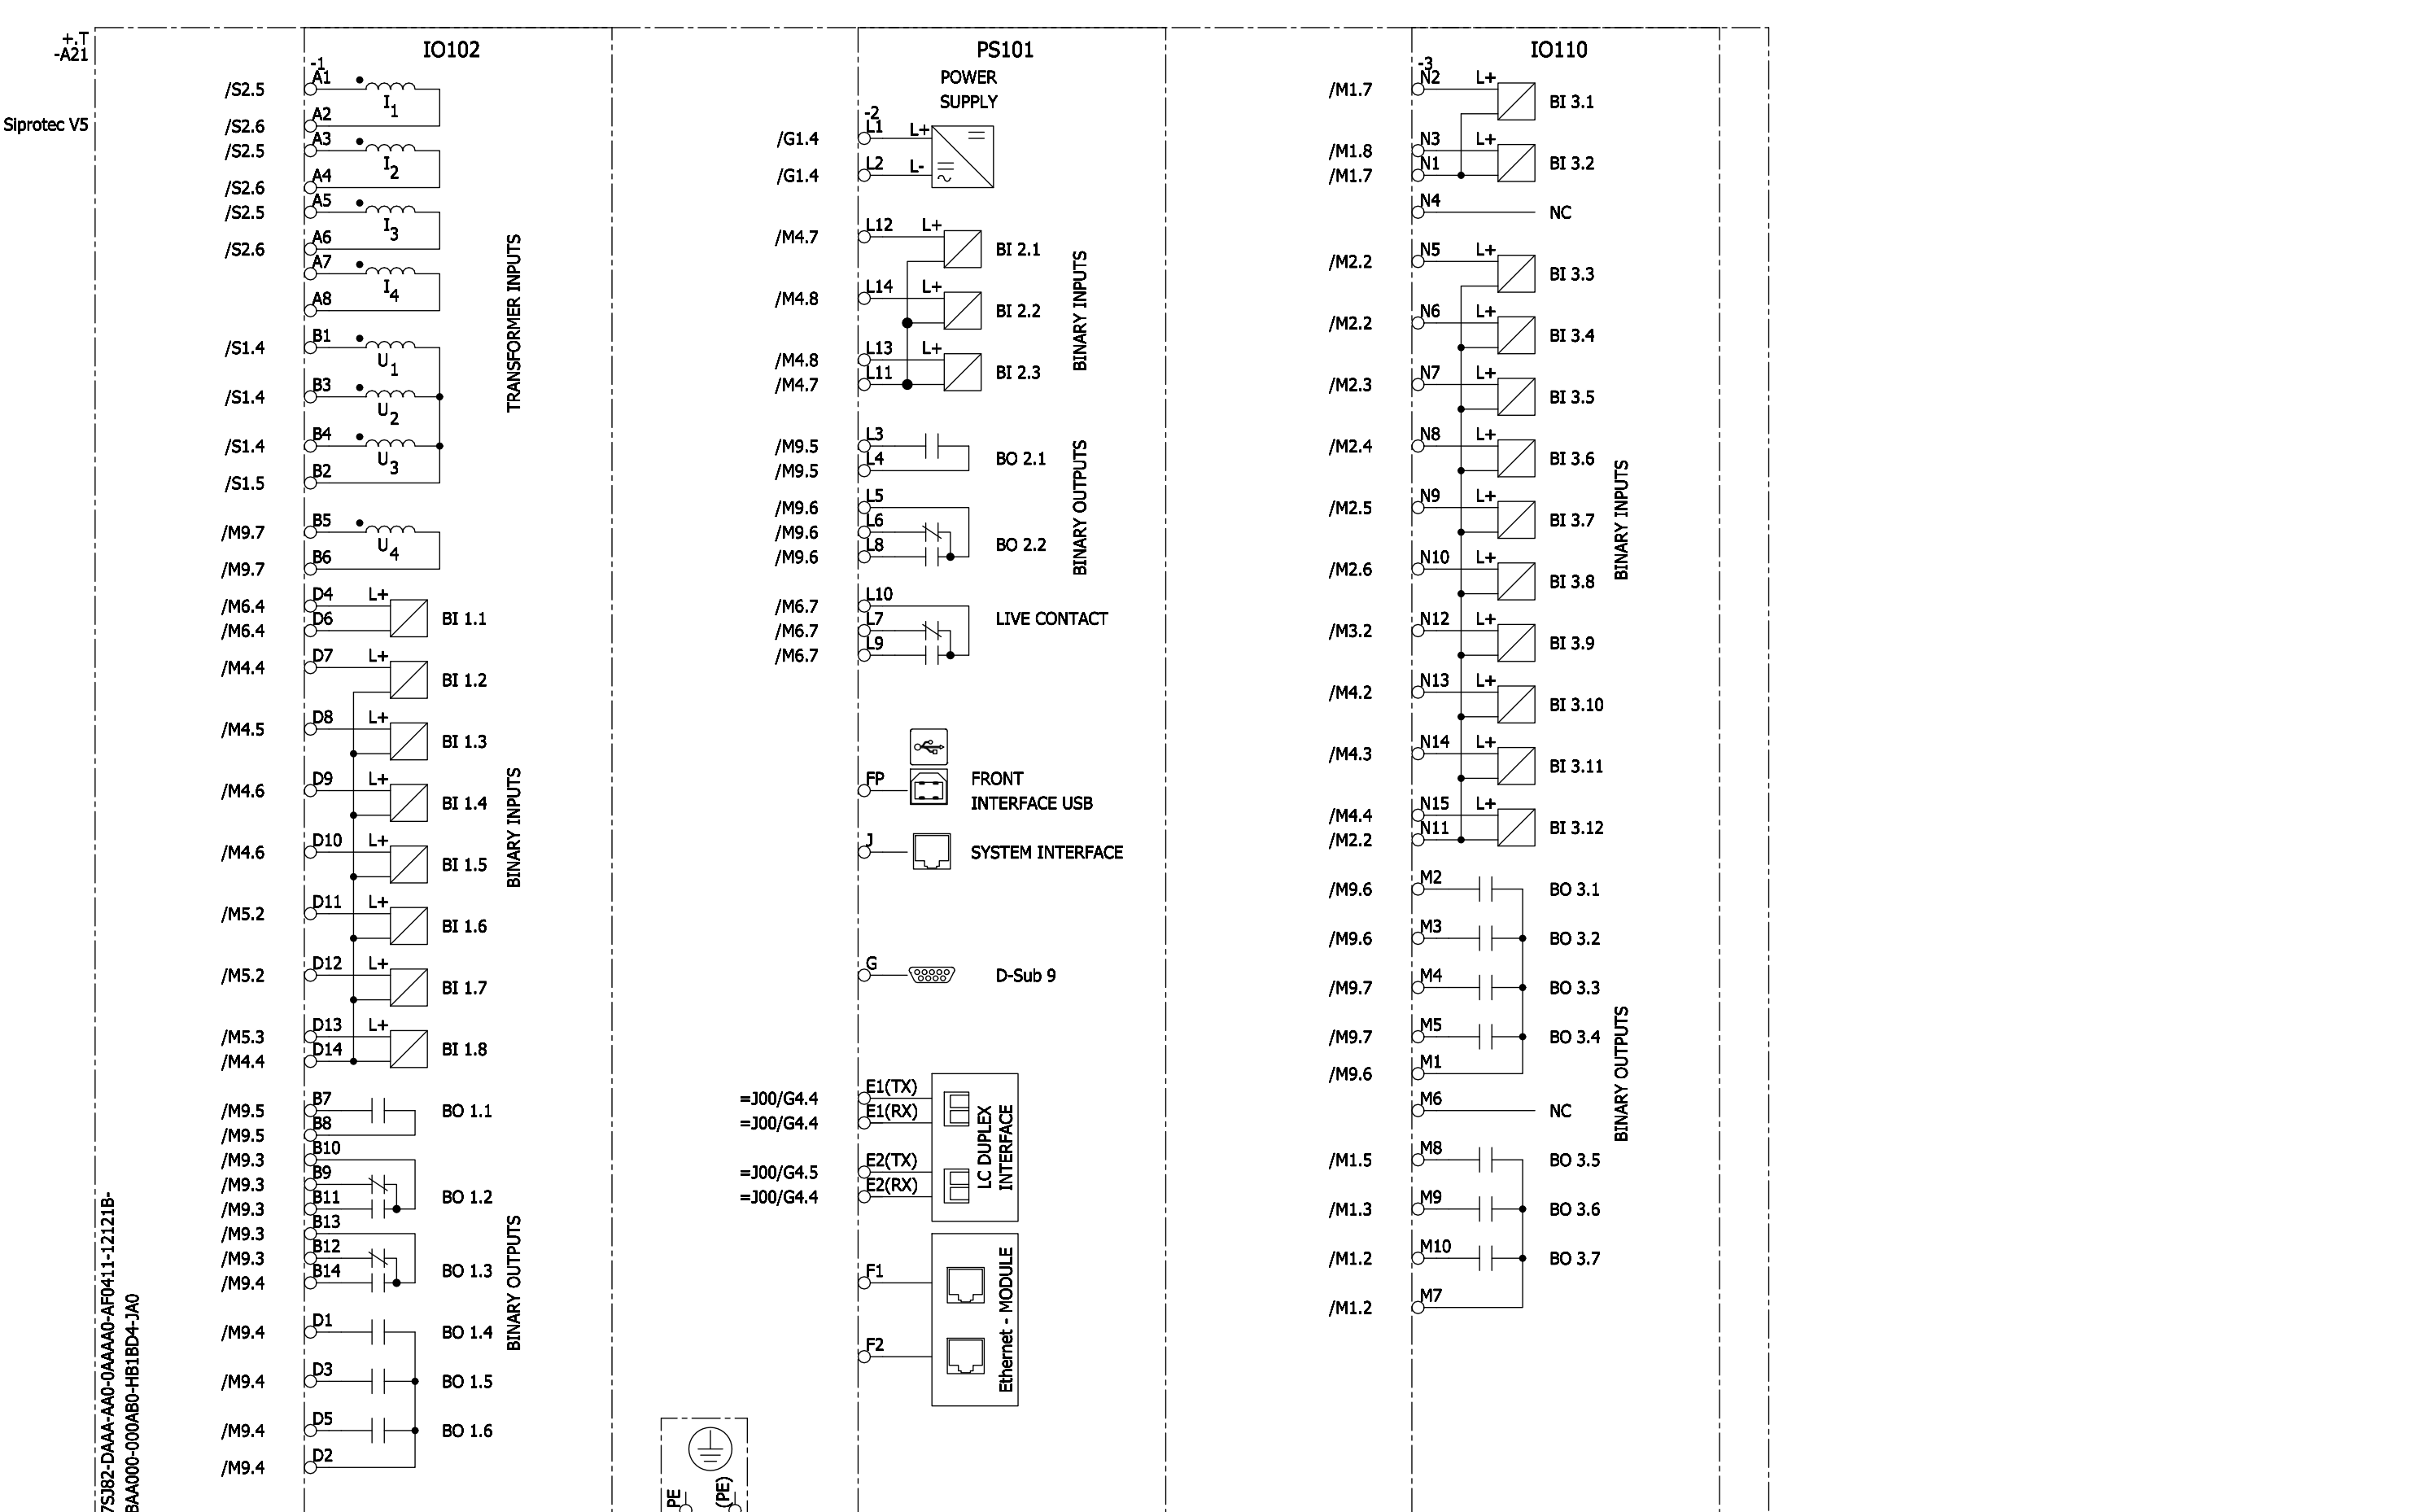 +.T
-A21
Siprotec V5
7SJ82-DAAA-AA0-0AAAA0-AF0411-12121B-
BAA000-000AB0-HB1BD4-JA0
IO102
-1
/S2.5 A1 I1
/S2.6 A2
/S2.5 A3 I2
/S2.6 A4
/S2.5 A5 I3
/S2.6 A6
A7 I4
A8
/S1.4 B1 U1
/S1.4 B3 U2
/S1.4 B4 U3
/S1.5 B2
/M9.7 B5 U4
/M9.7 B6
TRANSFORMER INPUTS
/M6.4 D4 L+ BI 1.1
/M6.4 D6
/M4.4 D7 L+ BI 1.2
/M4.5 D8 L+ BI 1.3
/M4.6 D9 L+ BI 1.4
/M4.6 D10 L+ BI 1.5
/M5.2 D11 L+ BI 1.6
/M5.2 D12 L+ BI 1.7
/M5.3 D13 L+ BI 1.8
/M4.4 D14
BINARY INPUTS
/M9.5 B7 BO 1.1
/M9.5 B8
/M9.3 B10
/M9.3 B9 BO 1.2
/M9.3 B11
/M9.3 B13
/M9.3 B12 BO 1.3
/M9.4 B14
/M9.4 D1 BO 1.4
/M9.4 D3 BO 1.5
/M9.4 D5 BO 1.6
/M9.4 D2
BINARY OUTPUTS
PE
(PE)
PS101
POWER
SUPPLY
-2
/G1.4 L1 L+
/G1.4 L2 L-
/M4.7 L12 L+ BI 2.1
/M4.8 L14 L+ BI 2.2
/M4.8 L13 L+ BI 2.3
/M4.7 L11
BINARY INPUTS
/M9.5 L3 BO 2.1
/M9.5 L4
/M9.6 L5
/M9.6 L6 BO 2.2
/M9.6 L8
BINARY OUTPUTS
/M6.7 L10 LIVE CONTACT
/M6.7 L7
/M6.7 L9
FP FRONT
INTERFACE USB
J SYSTEM INTERFACE
G D-Sub 9
=J00/G4.4 E1(TX)
=J00/G4.4 E1(RX)
=J00/G4.5 E2(TX)
=J00/G4.4 E2(RX)
LC DUPLEX
INTERFACE
F1
F2
Ethernet - MODULE
IO110
-3
/M1.7 N2 L+ BI 3.1
/M1.8 N3 L+ BI 3.2
/M1.7 N1
N4 NC
/M2.2 N5 L+ BI 3.3
/M2.2 N6 L+ BI 3.4
/M2.3 N7 L+ BI 3.5
/M2.4 N8 L+ BI 3.6
/M2.5 N9 L+ BI 3.7
/M2.6 N10 L+ BI 3.8
/M3.2 N12 L+ BI 3.9
/M4.2 N13 L+ BI 3.10
/M4.3 N14 L+ BI 3.11
/M4.4 N15 L+ BI 3.12
/M2.2 N11
BINARY INPUTS
/M9.6 M2 BO 3.1
/M9.6 M3 BO 3.2
/M9.7 M4 BO 3.3
/M9.7 M5 BO 3.4
/M9.6 M1
M6 NC
/M1.5 M8 BO 3.5
/M1.3 M9 BO 3.6
/M1.2 M10 BO 3.7
/M1.2 M7
BINARY OUTPUTS